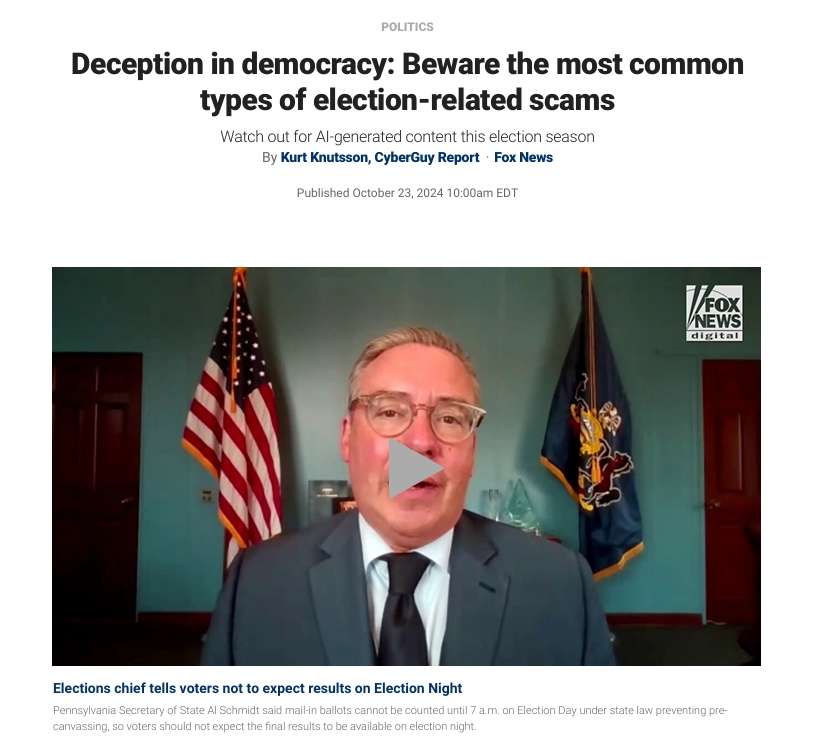 POLITICS
Deception in democracy: Beware the most common
types of election-related scams
Watch out for AI-generated content this election season
By Kurt Knutsson, CyberGuy Report · Fox News
Published October 23, 2024 10:00am EDT
FOX
NEWS
digital
Elections chief tells voters not to expect results on Election Night
Pennsylvania Secretary of State Al Schmidt said mail-in ballots cannot be counted until 7 a.m. on Election Day under state law preventing pre-
canvassing, so voters should not expect the final results to be available on election night.